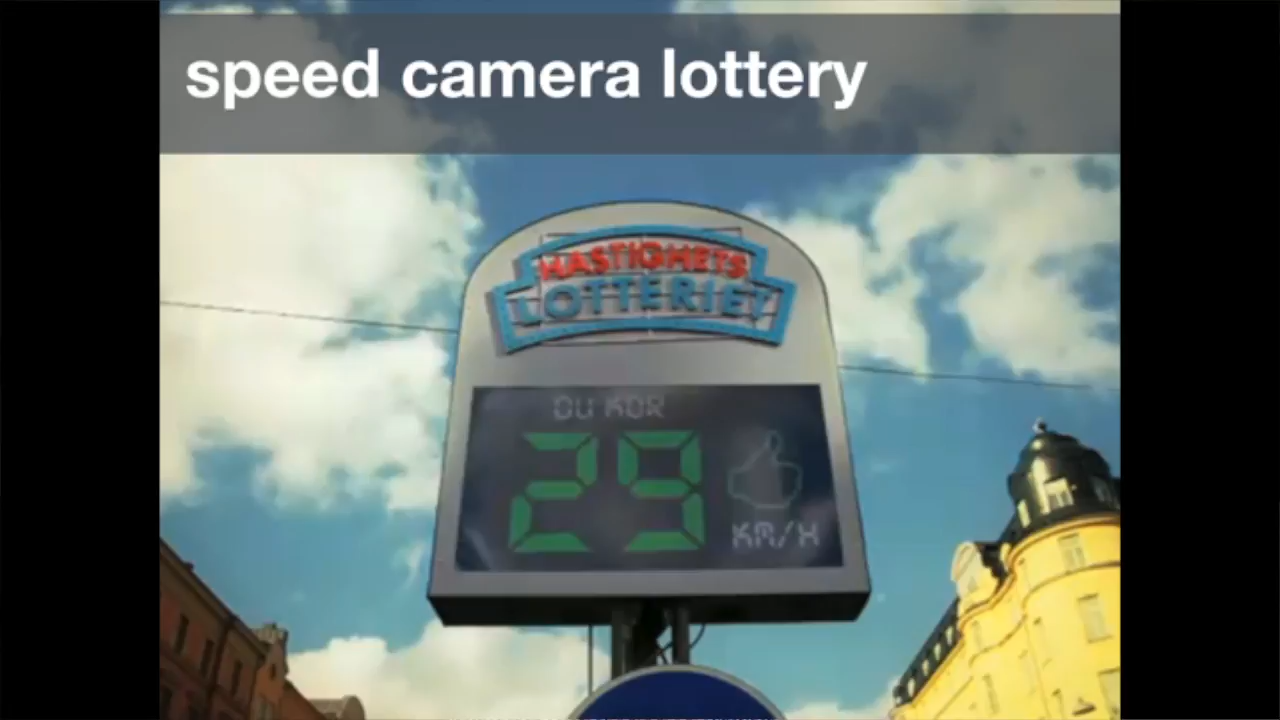 speed camera lottery
HASTIGHETS
LOTTERIET
DU KÖR
29
KM/H